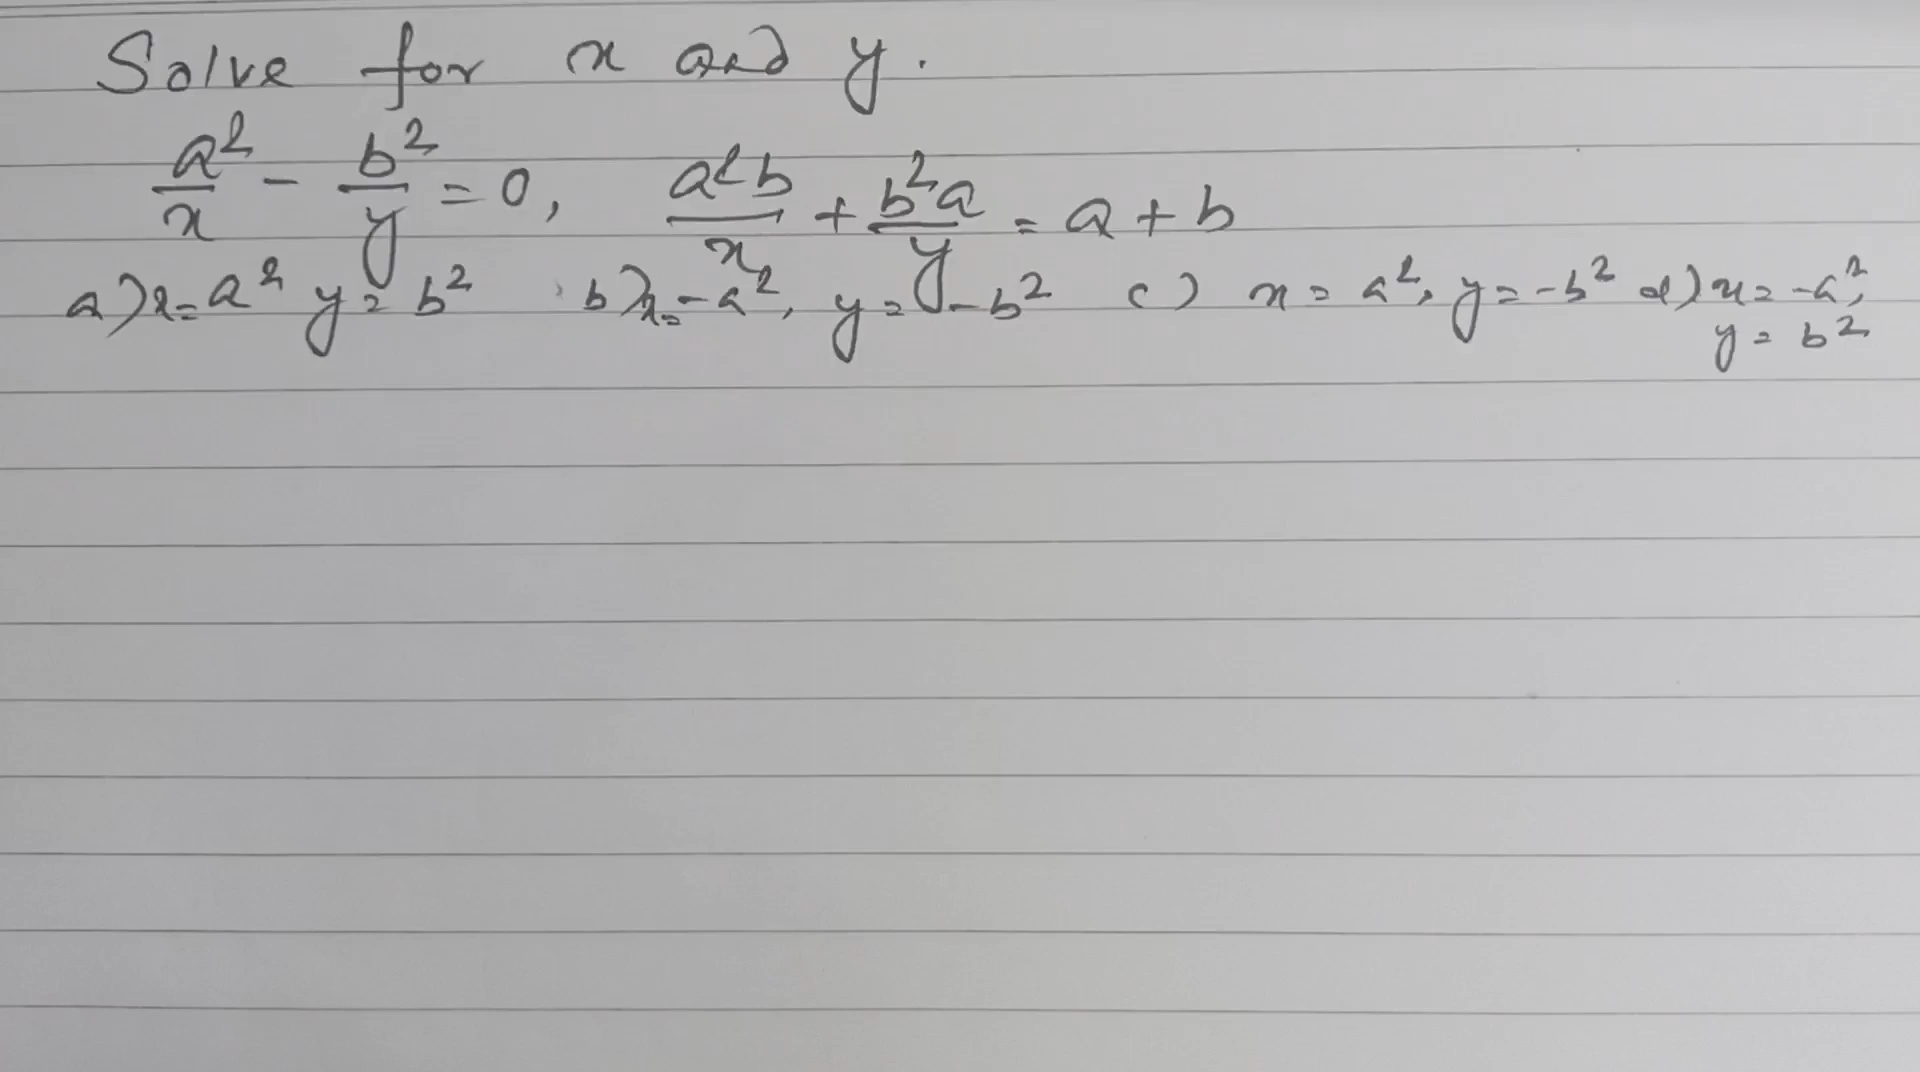 Solve for x and y.
a²/x - b²/y = 0, a²b/x + b²a/y = a + b
a) x = a² y = b² b) x = -a², y = -b² c) x = a², y = -b² d) x = -a²,
y = b²